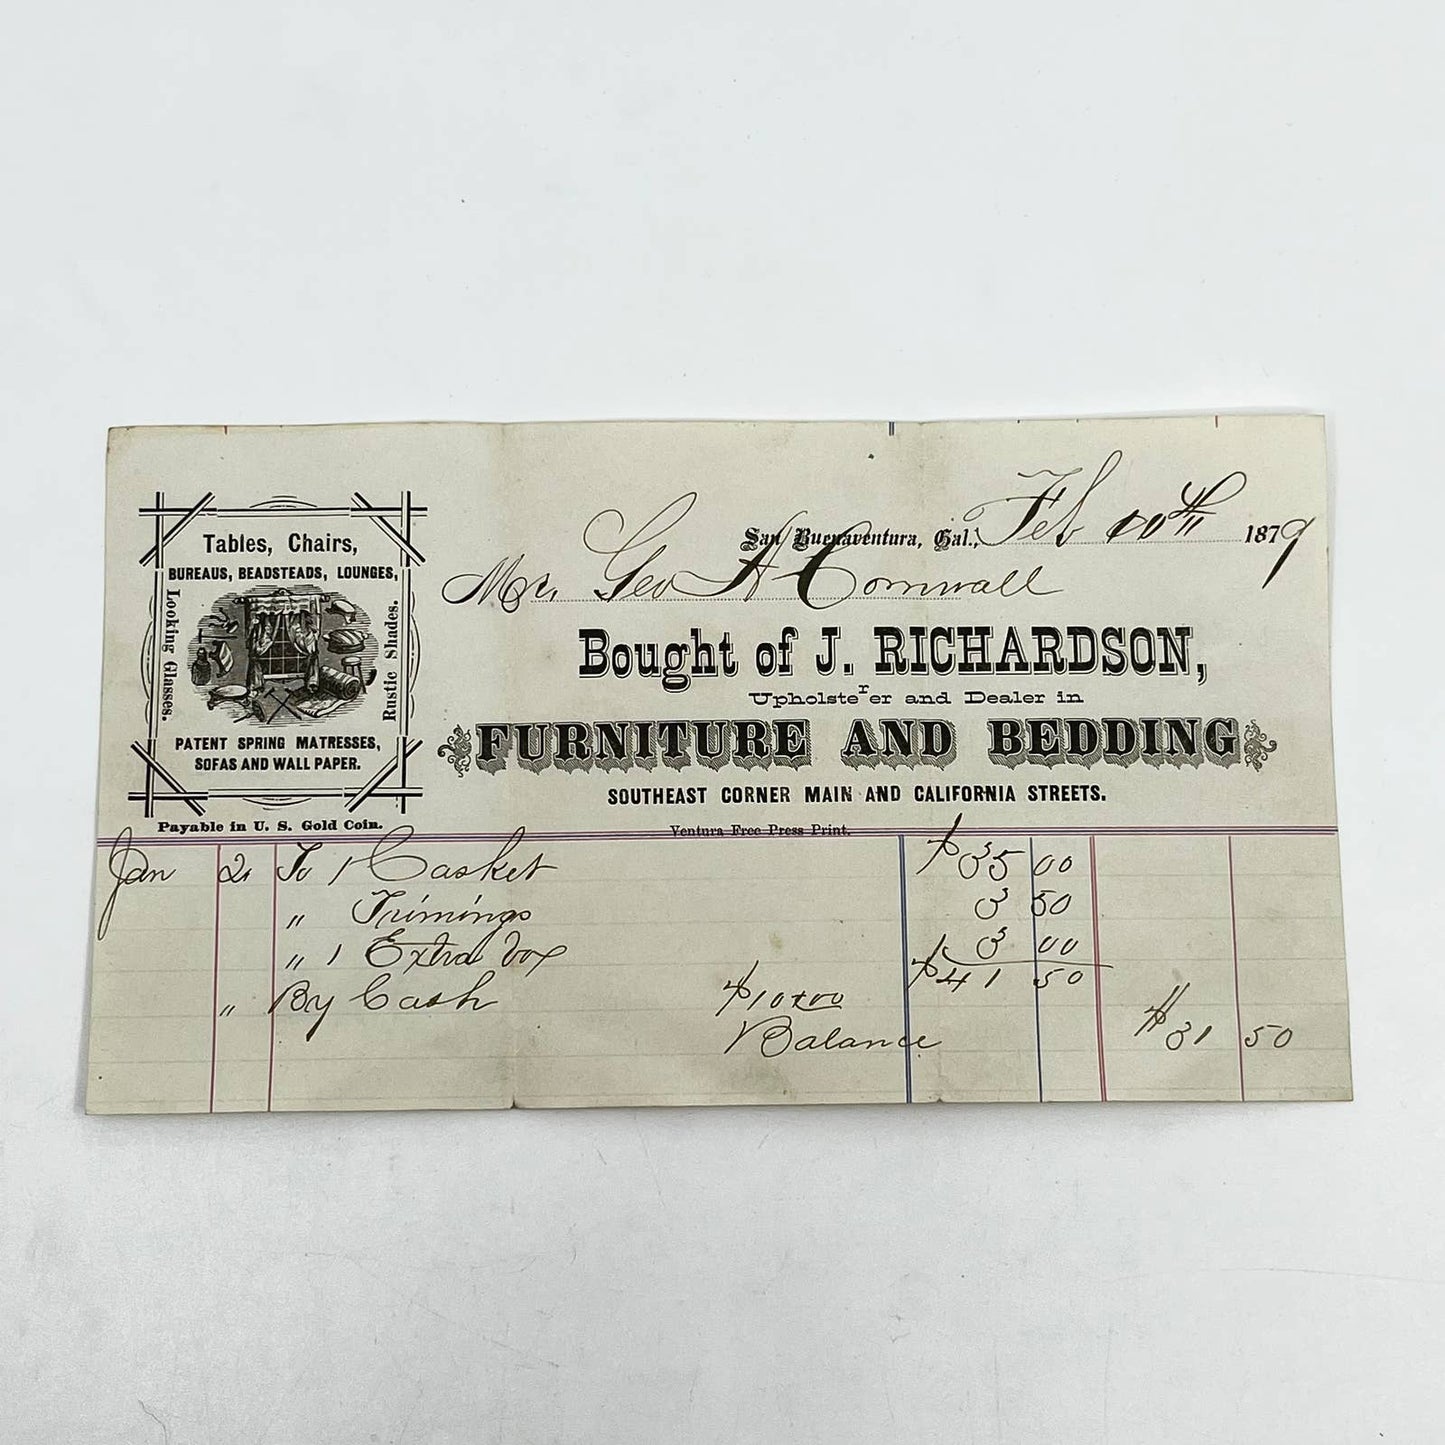 Tables, Chairs,
BUREAUS, BEADSTEADS, LOUNGES,
Looking Glasses.
Rustic Shades.
PATENT SPRING MATRESSES,
SOFAS AND WALL PAPER.
Payable in U. S. Gold Coin.
San Buenaventura, Cal., Feb 10th 1879
Mr. Geo A Cornwall
Bought of J. RICHARDSON,
Upholsterer and Dealer in
FURNITURE AND BEDDING
SOUTHEAST CORNER MAIN AND CALIFORNIA STREETS.
Ventura Free Press Print.
Jan 2 To 1 Casket $35 00
" Trimings 3 50
" 1 Extra box 3 00
$41 50
" By Cash $10.00
Balance $31 50